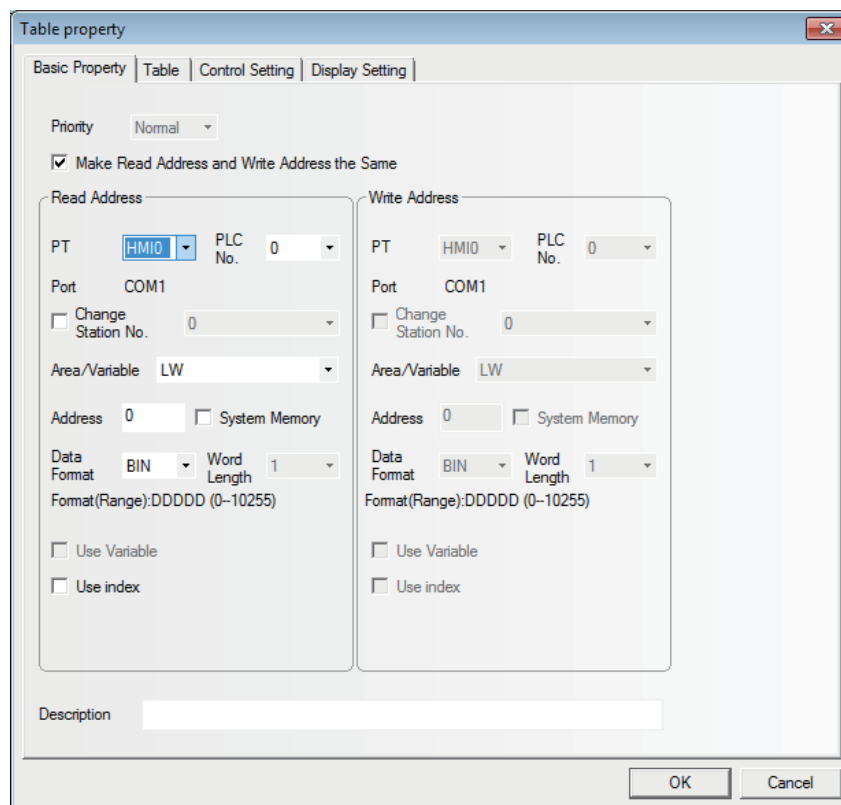 Table property
Basic Property Table Control Setting Display Setting
Priority Normal
Make Read Address and Write Address the Same
Read Address
PT HMI0 PLC No. 0
Port COM1
Change Station No. 0
Area/Variable LW
Address 0 System Memory
Data Format BIN Word Length 1
Format(Range):DDDDD (0--10255)
Use Variable
Use index
Write Address
PT HMI0 PLC No. 0
Port COM1
Change Station No. 0
Area/Variable LW
Address 0 System Memory
Data Format BIN Word Length 1
Format(Range):DDDDD (0--10255)
Use Variable
Use index
Description
OK Cancel